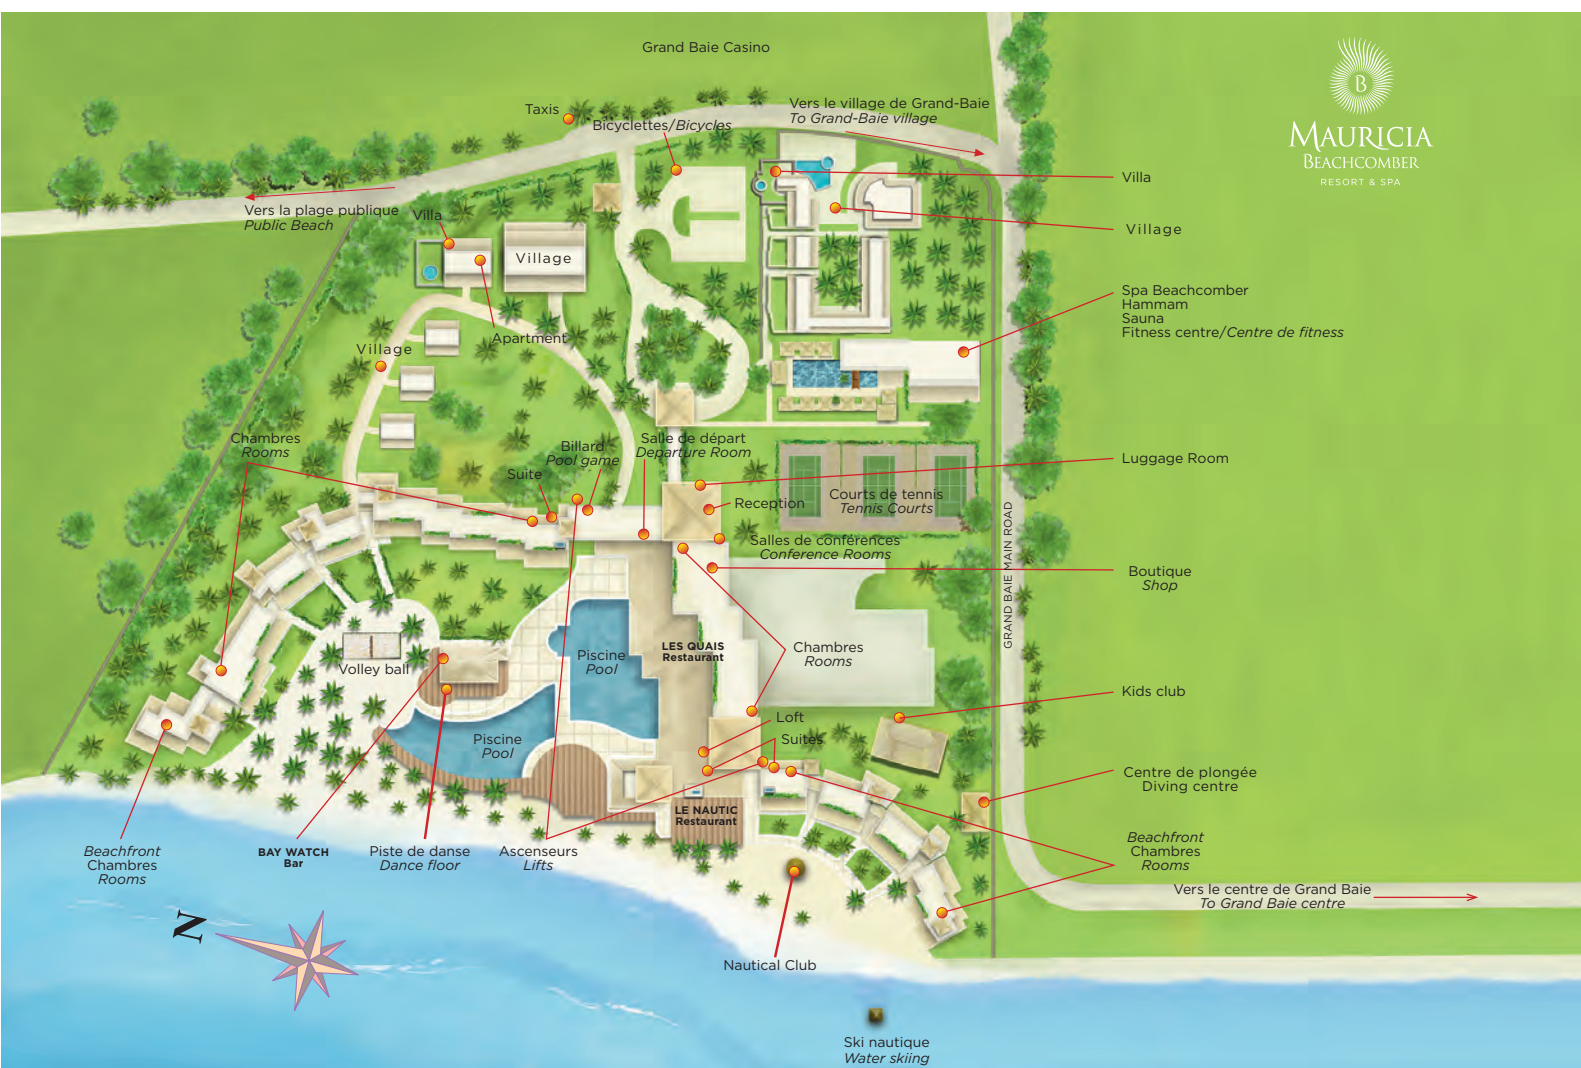 Grand Baie Casino
B
MAURICIA
BEACHCOMBER
RESORT & SPA
Taxis
Bicyclettes/Bicycles
Vers le village de Grand-Baie
To Grand-Baie village
Vers la plage publique
Public Beach
Villa
Village
Apartment
Village
Villa
Village
Spa Beachcomber
Hammam
Sauna
Fitness centre/Centre de fitness
Chambres
Rooms
Suite
Billard
Pool game
Salle de départ
Departure Room
Luggage Room
Reception
Courts de tennis
Tennis Courts
Salles de conférences
Conference Rooms
GRAND BAIE MAIN ROAD
Boutique
Shop
Volley ball
Piscine
Pool
LES QUAIS
Restaurant
Chambres
Rooms
Kids club
Loft
Suites
Piscine
Pool
Centre de plongée
Diving centre
LE NAUTIC
Restaurant
Beachfront
Chambres
Rooms
BAY WATCH
Bar
Piste de danse
Dance floor
Ascenseurs
Lifts
Beachfront
Chambres
Rooms
Vers le centre de Grand Baie
To Grand Baie centre
N
Nautical Club
Ski nautique
Water skiing